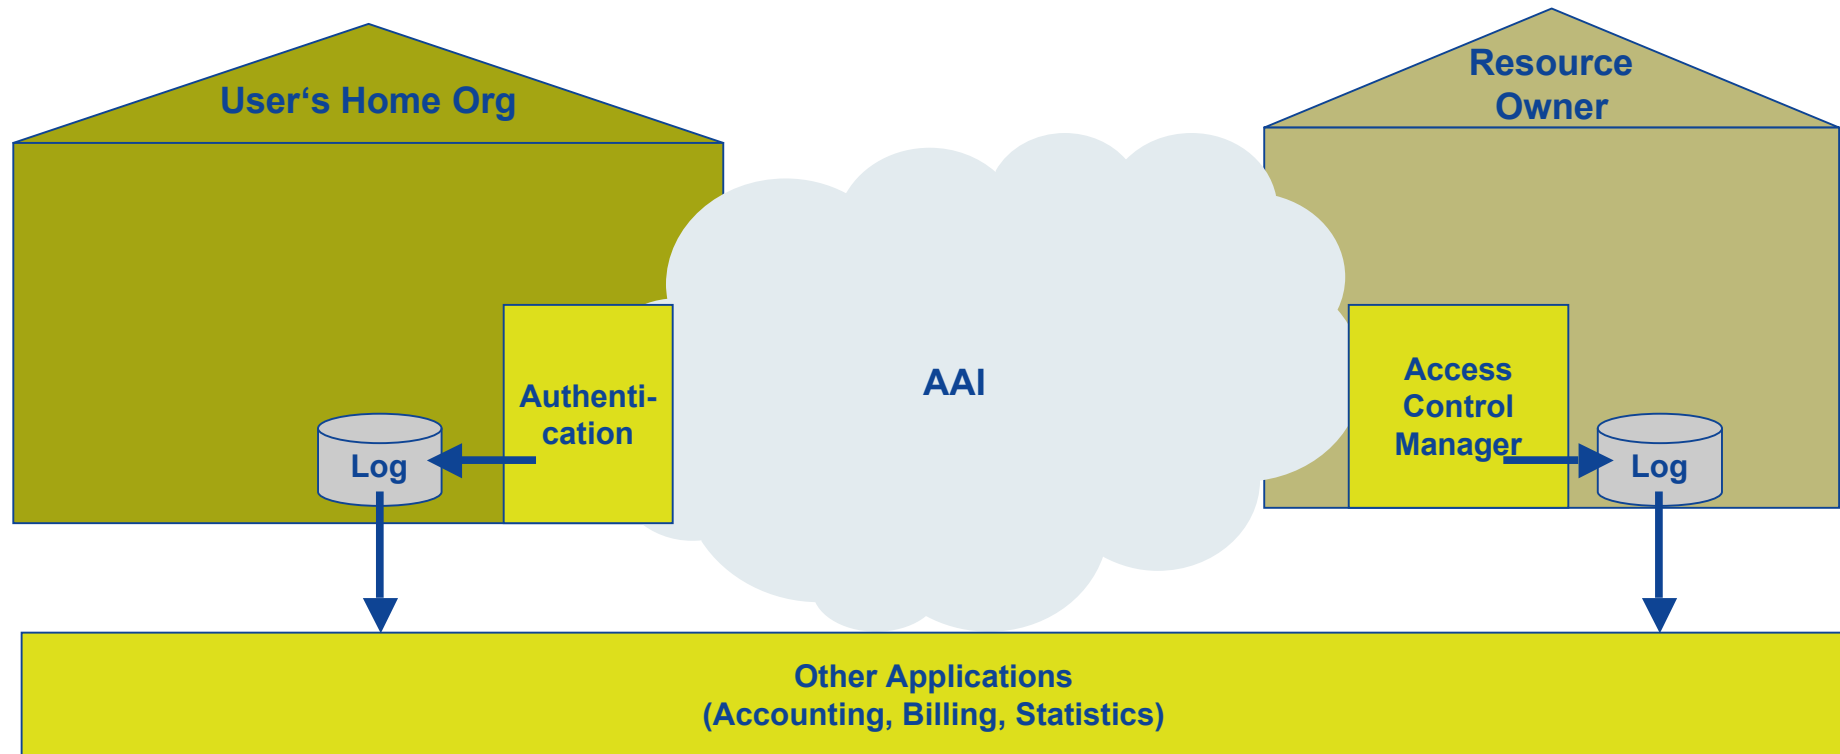 User‘s Home Org
Resource
Owner
AAI
Authenti-
cation
Log
Access
Control
Manager
Log
Other Applications
(Accounting, Billing, Statistics)